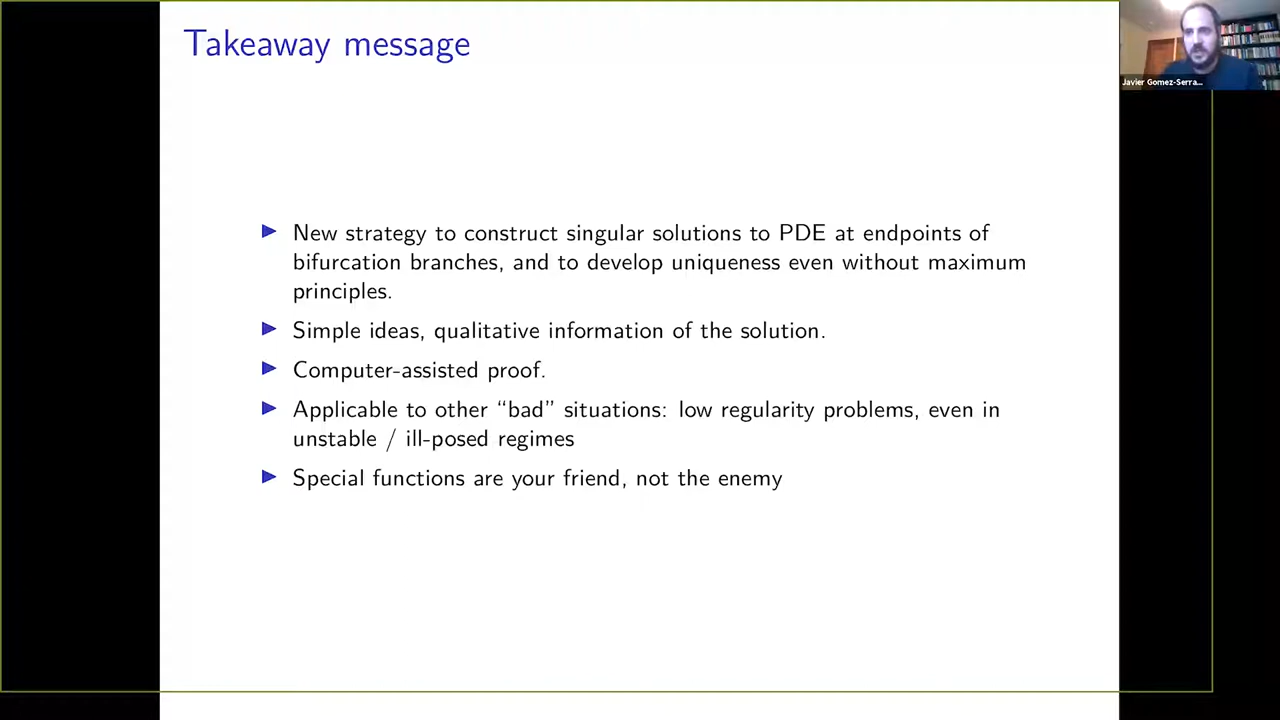 Takeaway message
Javier Gomez-Serra...
▶ New strategy to construct singular solutions to PDE at endpoints of
bifurcation branches, and to develop uniqueness even without maximum
principles.
▶ Simple ideas, qualitative information of the solution.
▶ Computer-assisted proof.
▶ Applicable to other “bad” situations: low regularity problems, even in
unstable / ill-posed regimes
▶ Special functions are your friend, not the enemy